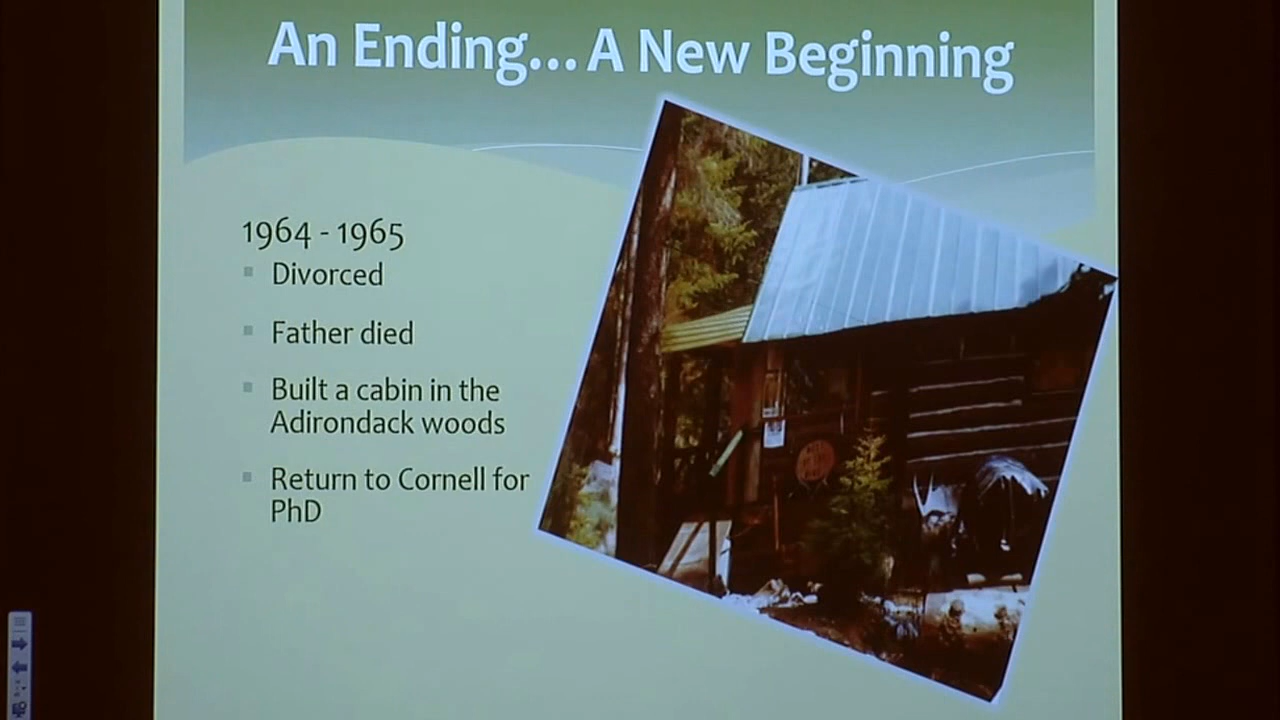 An Ending... A New Beginning
1964 - 1965
Divorced
Father died
Built a cabin in the
Adirondack woods
Return to Cornell for
PhD